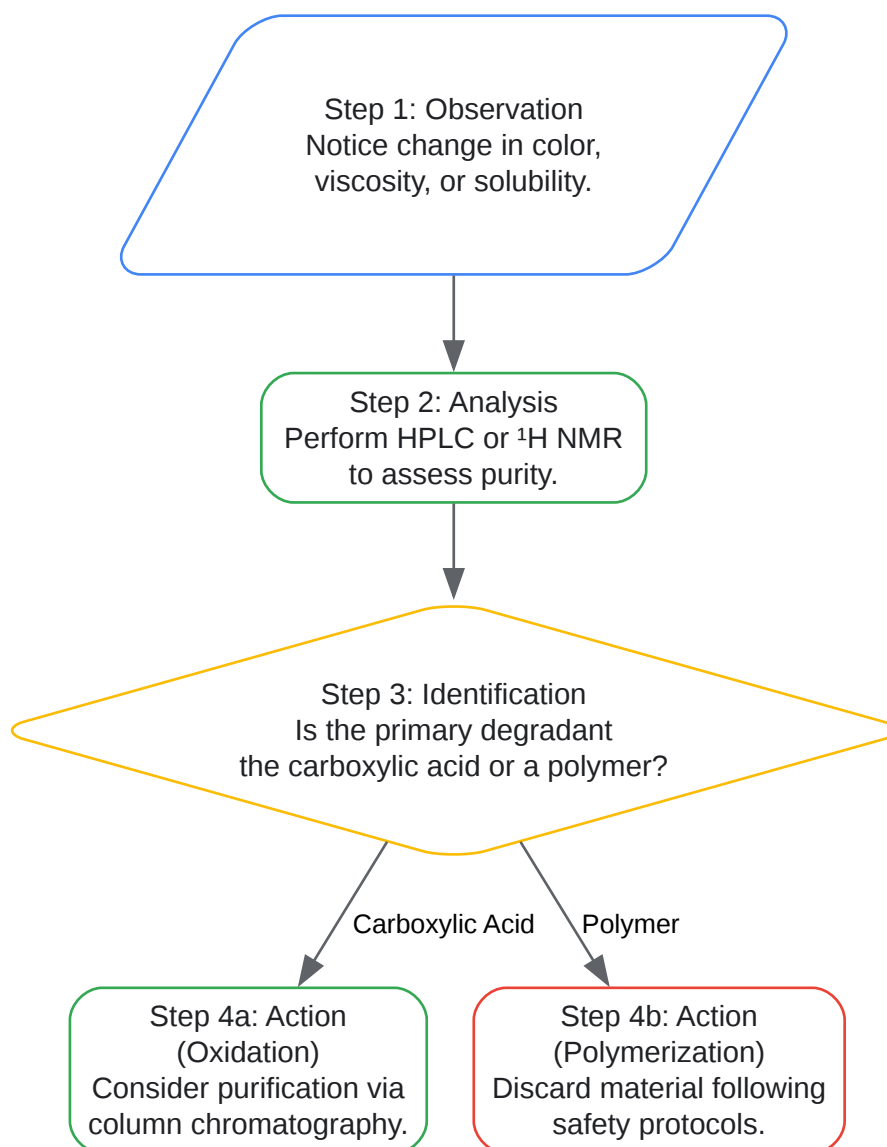 Step 1: Observation
Notice change in color,
viscosity, or solubility.
Step 2: Analysis
Perform HPLC or ¹H NMR
to assess purity.
Step 3: Identification
Is the primary degradant
the carboxylic acid or a polymer?
Carboxylic Acid
Polymer
Step 4a: Action
(Oxidation)
Consider purification via
column chromatography.
Step 4b: Action
(Polymerization)
Discard material following
safety protocols.